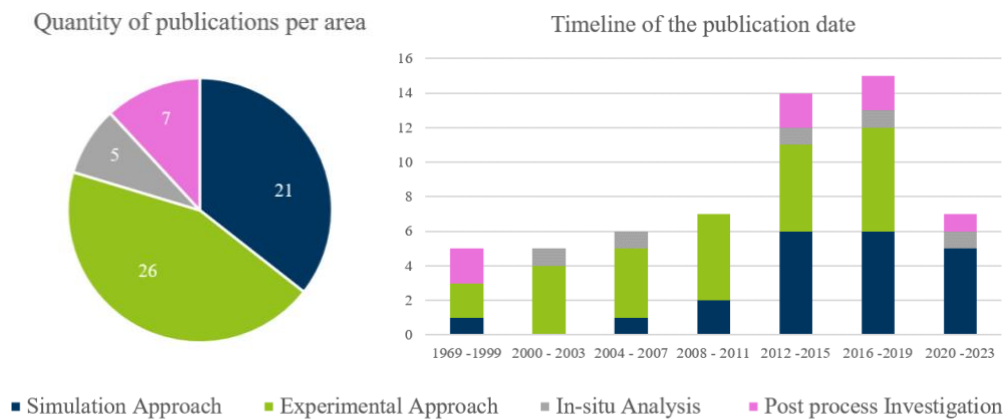 Quantity of publications per area
7
5
21
26
Timeline of the publication date
16
14
12
10
8
6
4
2
0
1969 -1999
2000 - 2003
2004 - 2007
2008 - 2011
2012 -2015
2016 -2019
2020 -2023
Simulation Approach
Experimental Approach
In-situ Analysis
Post process Investigation